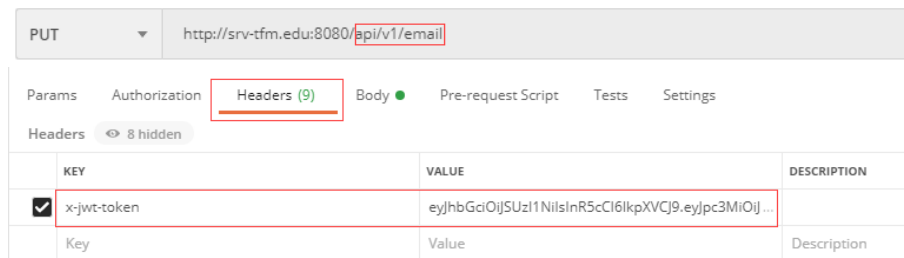 PUT http://srv-tfm.edu:8080/api/v1/email
Params Authorization Headers (9) Body Pre-request Script Tests Settings
Headers 8 hidden
KEY VALUE DESCRIPTION
x-jwt-token eyJhbGciOiJSUzI1NiIsInR5cCI6IkpXVCJ9.eyJpc3MiOiJ...
Key Value Description